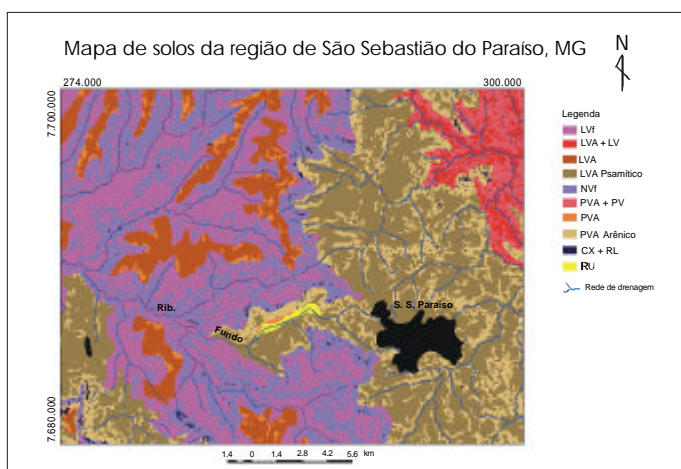 Mapa de solos da região de São Sebastião do Paraíso, MG
N
274.000
300.000
7.700.000
7.680.000
Legenda
LVf
LVA + LV
LVA
LVA Psamítico
NVf
PVA + PV
PVA
PVA Arênico
CX + RL
RU
Rede de drenagem
Rib.
Fundo
S. S. Paraíso
1.4 0 1.4 2.8 4.2 5.6 km